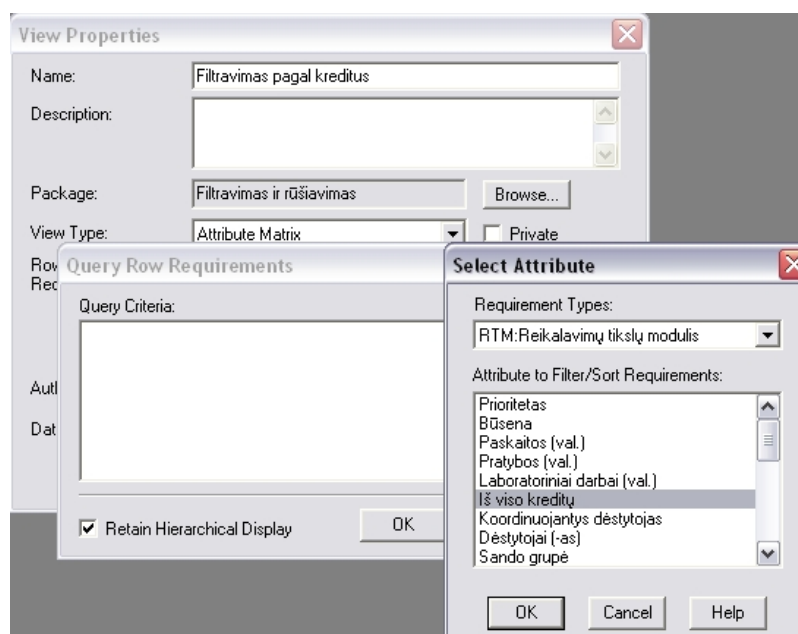 View Properties
Name: Filtravimas pagal kreditus
Description:
Package: Filtravimas ir rūšiavimas Browse...
View Type: Attribute Matrix Private
Row
Query Row Requirements
Query Criteria:
Retain Hierarchical Display OK
Select Attribute
Requirement Types:
RTM:Reikalavimų tikslų modulis
Attribute to Filter/Sort Requirements:
Prioritetas
Būsena
Paskaitos (val.)
Pratybos (val.)
Laboratoriniai darbai (val.)
Iš viso kreditų
Koordinuojantys dėstytojas
Dėstytojai (-as)
Sando grupė
OK Cancel Help